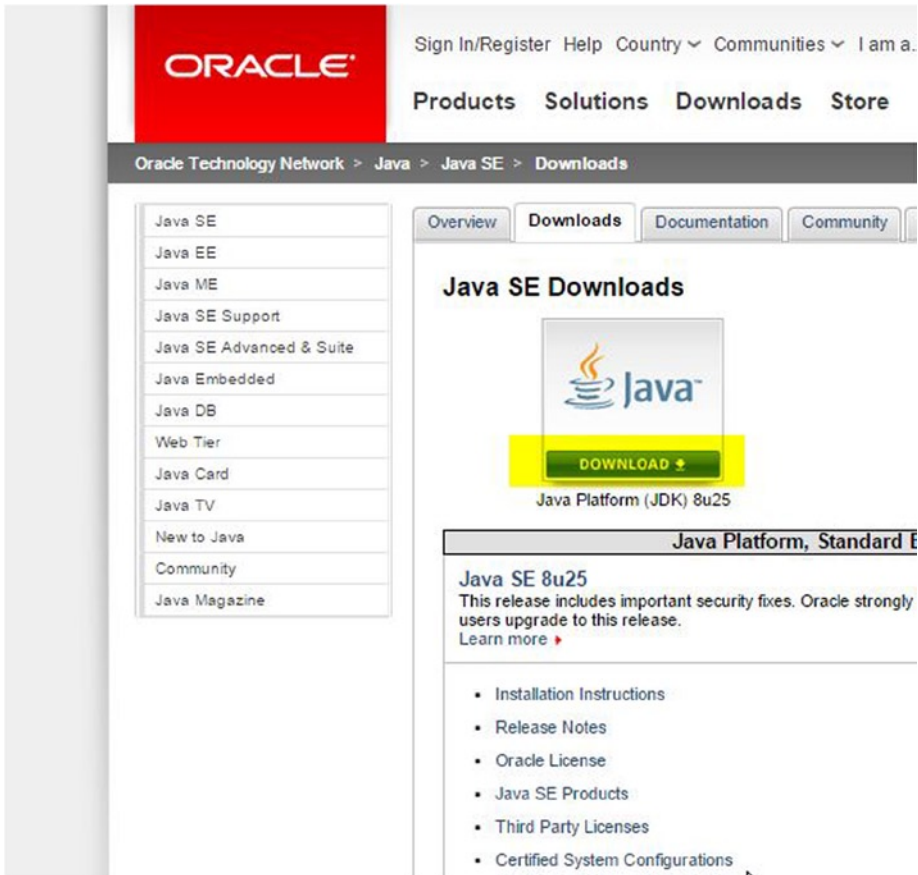 ORACLE
Sign In/Register Help Country Communities I am a..
Products Solutions Downloads Store
Oracle Technology Network > Java > Java SE > Downloads
Java SE
Java EE
Java ME
Java SE Support
Java SE Advanced & Suite
Java Embedded
Java DB
Web Tier
Java Card
Java TV
New to Java
Community
Java Magazine
Overview Downloads Documentation Community
Java SE Downloads
Java™
DOWNLOAD
Java Platform (JDK) 8u25
Java Platform, Standard E
Java SE 8u25
This release includes important security fixes. Oracle strongly
users upgrade to this release.
Learn more
• Installation Instructions
• Release Notes
• Oracle License
• Java SE Products
• Third Party Licenses
• Certified System Configurations